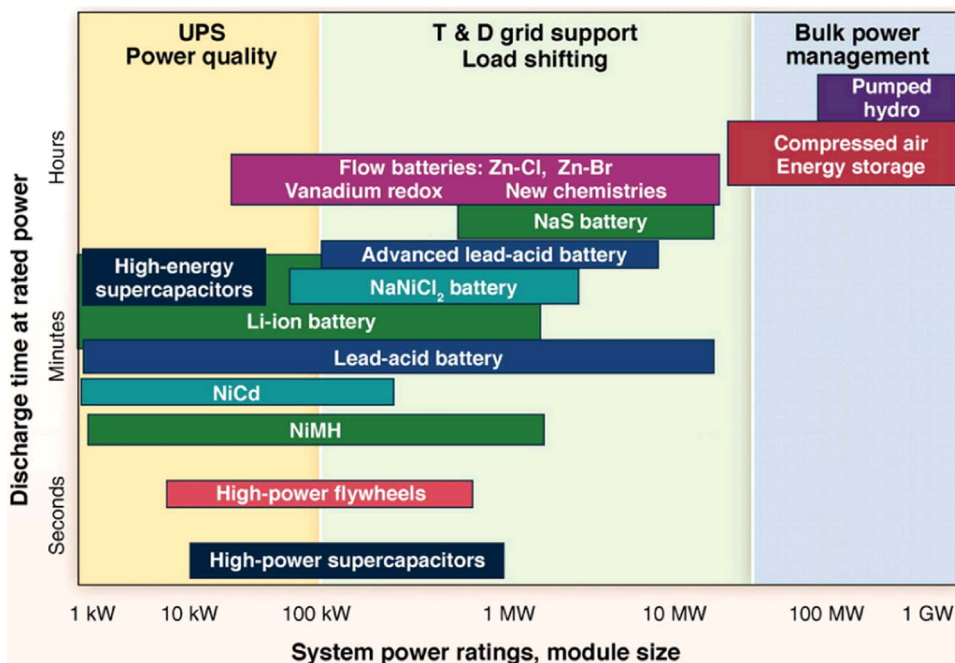 UPS
Power quality
T & D grid support
Load shifting
Bulk power
management
Pumped
hydro
Compressed air
Energy storage
Flow batteries: Zn-Cl, Zn-Br
Vanadium redox New chemistries
NaS battery
Advanced lead-acid battery
High-energy
supercapacitors
NaNiCl₂ battery
Li-ion battery
Lead-acid battery
NiCd
NiMH
High-power flywheels
High-power supercapacitors
Discharge time at rated power
Hours
Minutes
Seconds
1 kW 10 kW 100 kW 1 MW 10 MW 100 MW 1 GW
System power ratings, module size